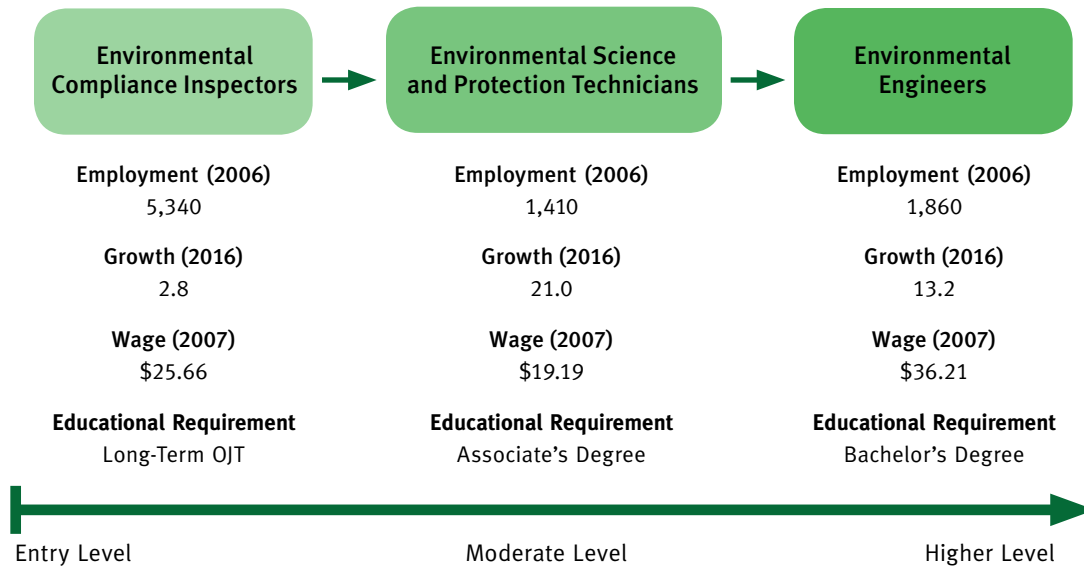 Environmental
Compliance Inspectors
Environmental Science
and Protection Technicians
Environmental
Engineers
Employment (2006)
5,340
Growth (2016)
2.8
Wage (2007)
$25.66
Educational Requirement
Long-Term OJT
Employment (2006)
1,410
Growth (2016)
21.0
Wage (2007)
$19.19
Educational Requirement
Associate's Degree
Employment (2006)
1,860
Growth (2016)
13.2
Wage (2007)
$36.21
Educational Requirement
Bachelor's Degree
Entry Level
Moderate Level
Higher Level